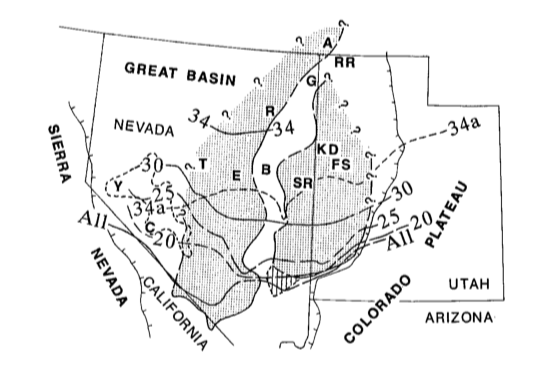 ?
A
?
RR
GREAT BASIN
?
?
G
?
?
R
34
34
NEVADA
34a
?
KD
FS
?
SIERRA
30
?
T
E
B
SR
?
Y
25
30
34a
?
25
20
All
C
20
All
PLATEAU
NEVADA
CALIFORNIA
COLORADO
UTAH
ARIZONA